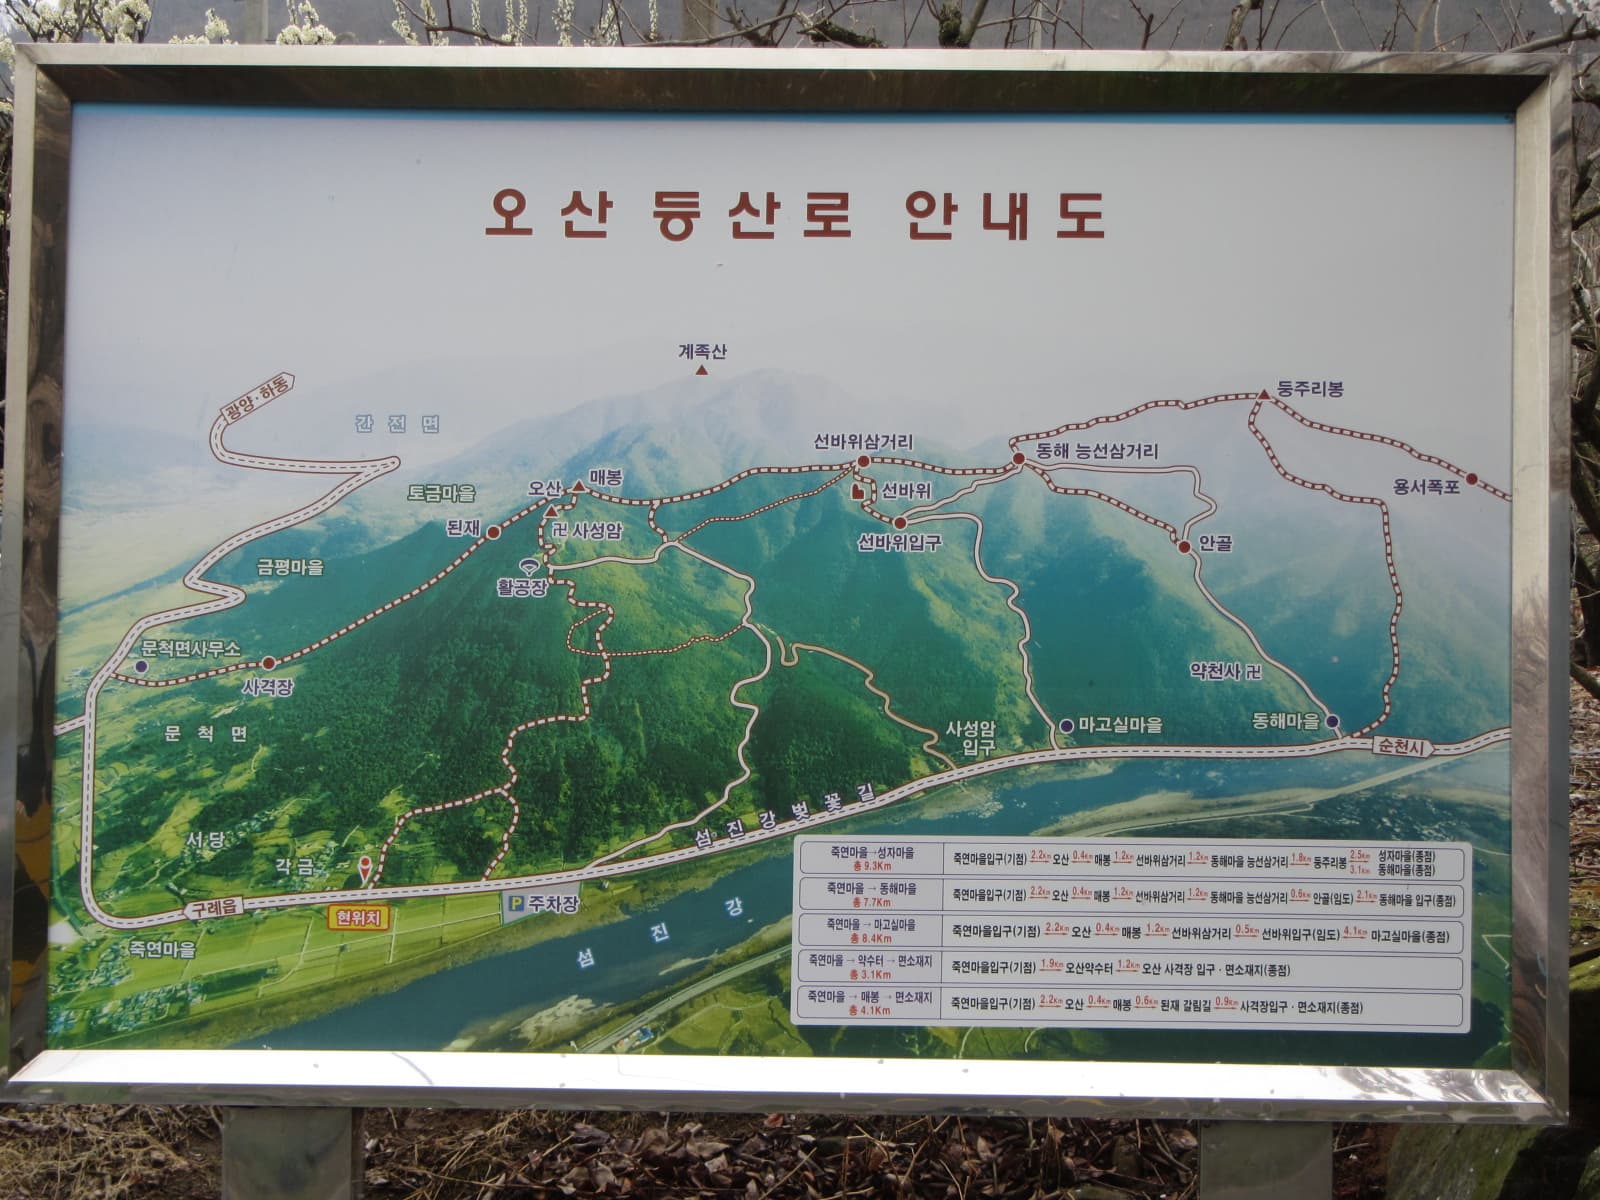 오산 등산로 안내도
계족산
광양·하동
간전면
둥주리봉
선바위삼거리
동해 능선삼거리
매봉
오산
토금마을
선바위
용서폭포
된재
卍 사성암
선바위입구
안골
금평마을
활공장
문척면사무소
사격장
약천사 卍
문척면
사성암
입구
마고실마을
동해마을
순천시
섬진강벚꽃길
서당
각금
구례읍
현위치
P 주차장
죽연마을
섬진강
죽연마을→성자마을
총 9.3Km
죽연마을입구(기점) 2.2Km 오산 0.4Km 매봉 1.2Km 선바위삼거리 1.2Km 동해마을 능선삼거리 1.8Km 둥주리봉 2.5Km 성자마을(종점)
3.1Km 동해마을(종점)
죽연마을 → 동해마을
총 7.7Km
죽연마을입구(기점) 2.2Km 오산 0.4Km 매봉 1.2Km 선바위삼거리 1.2Km 동해마을 능선삼거리 0.6Km 안골(임도) 2.1Km 동해마을 입구(종점)
죽연마을 → 마고실마을
총 8.4Km
죽연마을입구(기점) 2.2Km 오산 0.4Km 매봉 1.2Km 선바위삼거리 0.5Km 선바위입구(임도) 4.1Km 마고실마을(종점)
죽연마을 → 약수터 → 면소재지
총 3.1Km
죽연마을입구(기점) 1.9Km 오산약수터 1.2Km 오산 사격장 입구·면소재지(종점)
죽연마을 → 매봉 → 면소재지
총 4.1Km
죽연마을입구(기점) 2.2Km 오산 0.4Km 매봉 0.6Km 된재 갈림길 0.9Km 사격장입구·면소재지(종점)